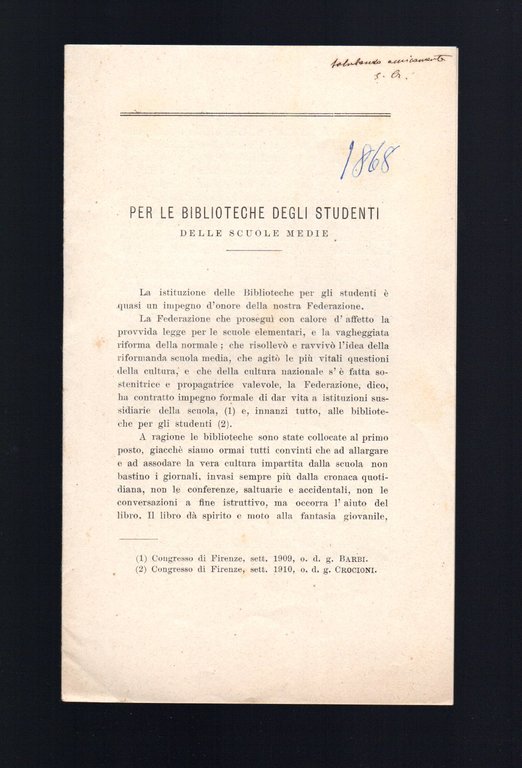 salutando amicamente
G. Cr.
1868
PER LE BIBLIOTECHE DEGLI STUDENTI
DELLE SCUOLE MEDIE
La istituzione delle Biblioteche per gli studenti è
quasi un impegno d'onore della nostra Federazione.
La Federazione che proseguì con calore d'affetto la
provvida legge per le scuole elementari, e la vagheggiata
riforma della normale; che risollevò e ravvivò l'idea della
riformanda scuola media, che agitò le più vitali questioni
della cultura, e che della cultura nazionale s'è fatta so-
stenitrice e propagatrice valevole, la Federazione, dico,
ha contratto impegno formale di dar vita a istituzioni sus-
sidiarie della scuola, (1) e, innanzi tutto, alle bibliote-
che per gli studenti (2).
A ragione le biblioteche sono state collocate al primo
posto, giacchè siamo ormai tutti convinti che ad allargare
e ad assodare la vera cultura impartita dalla scuola non
bastino i giornali, invasi sempre più dalla cronaca quoti-
diana, non le conferenze, saltuarie e accidentali, non le
conversazioni a fine istruttivo, ma occorra l'aiuto del
libro. Il libro dà spirito e moto alla fantasia giovanile,
(1) Congresso di Firenze, sett. 1909, o. d. g. BARBI.
(2) Congresso di Firenze, sett. 1910, o. d. g. CROCIONI.